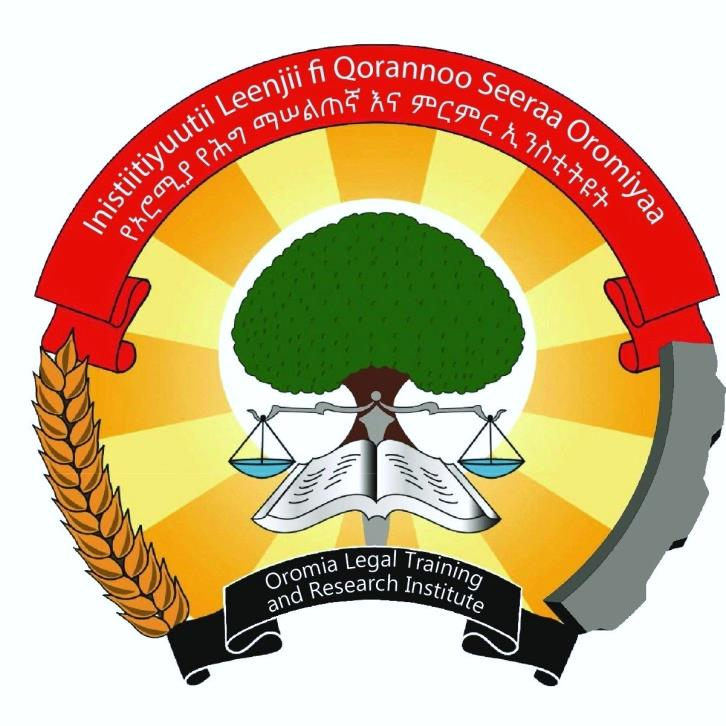 Inistiitiyuutii Leenjii fi Qorannoo Seeraa Oromiyaa
የኦሮሚያ የሕግ ማሠልጠኛ እና ምርምር ኢንስቲትዩት
Oromia Legal Training
and Research Institute